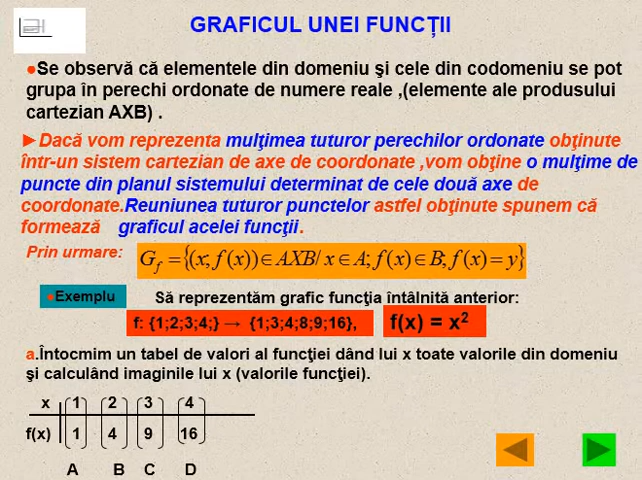 GRAFICUL UNEI FUNCȚII
●Se observă că elementele din domeniu şi cele din codomeniu se pot
grupa în perechi ordonate de numere reale ,(elemente ale produsului
cartezian AXB) .
►Dacă vom reprezenta mulţimea tuturor perechilor ordonate obţinute
într-un sistem cartezian de axe de coordonate ,vom obţine o mulţime de
puncte din planul sistemului determinat de cele două axe de
coordonate.Reuniunea tuturor punctelor astfel obţinute spunem că
formează graficul acelei funcţii.
Prin urmare: G_f = {(x; f(x)) ∈ AXB/ x ∈ A; f(x) ∈ B; f(x) = y}
●Exemplu Să reprezentăm grafic funcţia întâlnită anterior:
f: {1;2;3;4;} → {1;3;4;8;9;16}, f(x) = x²
a.Întocmim un tabel de valori al funcţiei dând lui x toate valorile din domeniu
şi calculând imaginile lui x (valorile funcţiei).
x 1 2 3 4
f(x) 1 4 9 16
A B C D